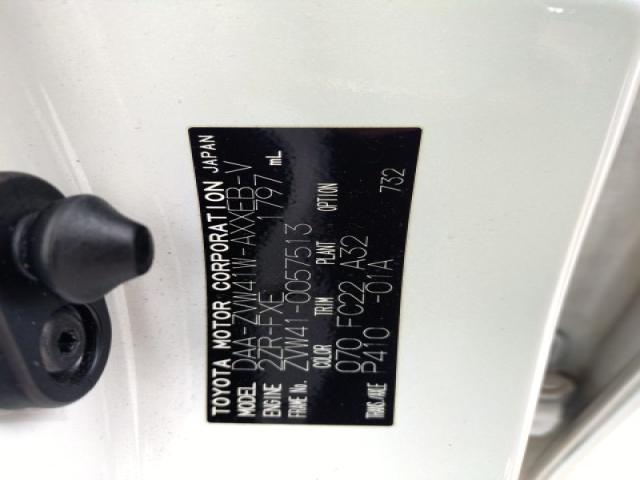 TOYOTA MOTOR CORPORATION JAPAN
MODEL DAA-ZVW41W-AXXEB-V
ENGINE 2ZR-FXE 1797 mL
FRAME No. ZVW41-0057513
COLOR TRIM PLANT OPTION
070 FC22 A32
TRANS/AXLE P410 -01A 732